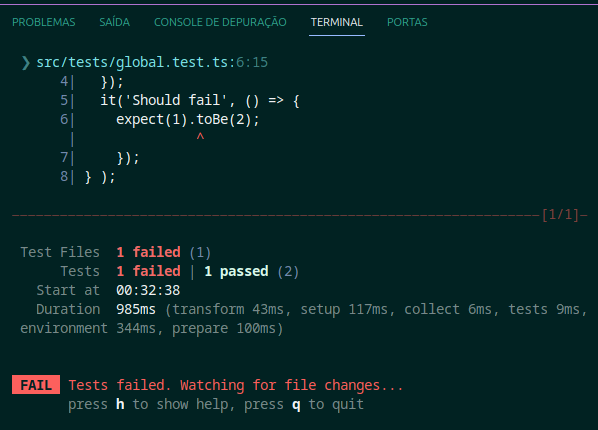 PROBLEMAS SAÍDA CONSOLE DE DEPURAÇÃO TERMINAL PORTAS
❯ src/tests/global.test.ts:6:15
4|   });
5|   it('Should fail', () => {
6|     expect(1).toBe(2);
|               ^
7|     });
8| } );
[1/1]
Test Files  1 failed (1)
Tests  1 failed | 1 passed (2)
Start at  00:32:38
Duration  985ms (transform 43ms, setup 117ms, collect 6ms, tests 9ms,
environment 344ms, prepare 100ms)
FAIL  Tests failed. Watching for file changes...
press h to show help, press q to quit